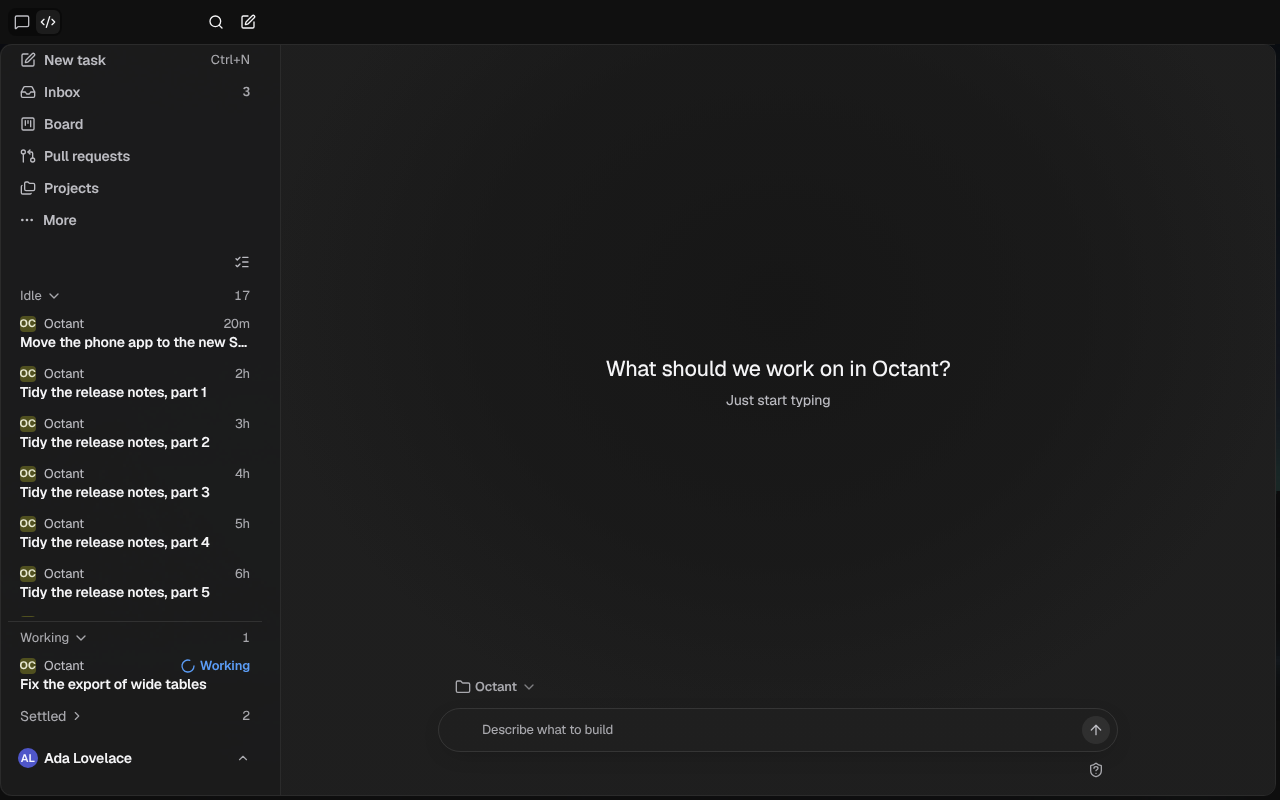 New task Ctrl+N
Inbox 3
Board
Pull requests
Projects
More
Idle 17
OC Octant 20m
Move the phone app to the new S...
OC Octant 2h
Tidy the release notes, part 1
OC Octant 3h
Tidy the release notes, part 2
OC Octant 4h
Tidy the release notes, part 3
OC Octant 5h
Tidy the release notes, part 4
OC Octant 6h
Tidy the release notes, part 5
Working 1
OC Octant Working
Fix the export of wide tables
Settled 2
AL Ada Lovelace
What should we work on in Octant?
Just start typing
Octant
Describe what to build